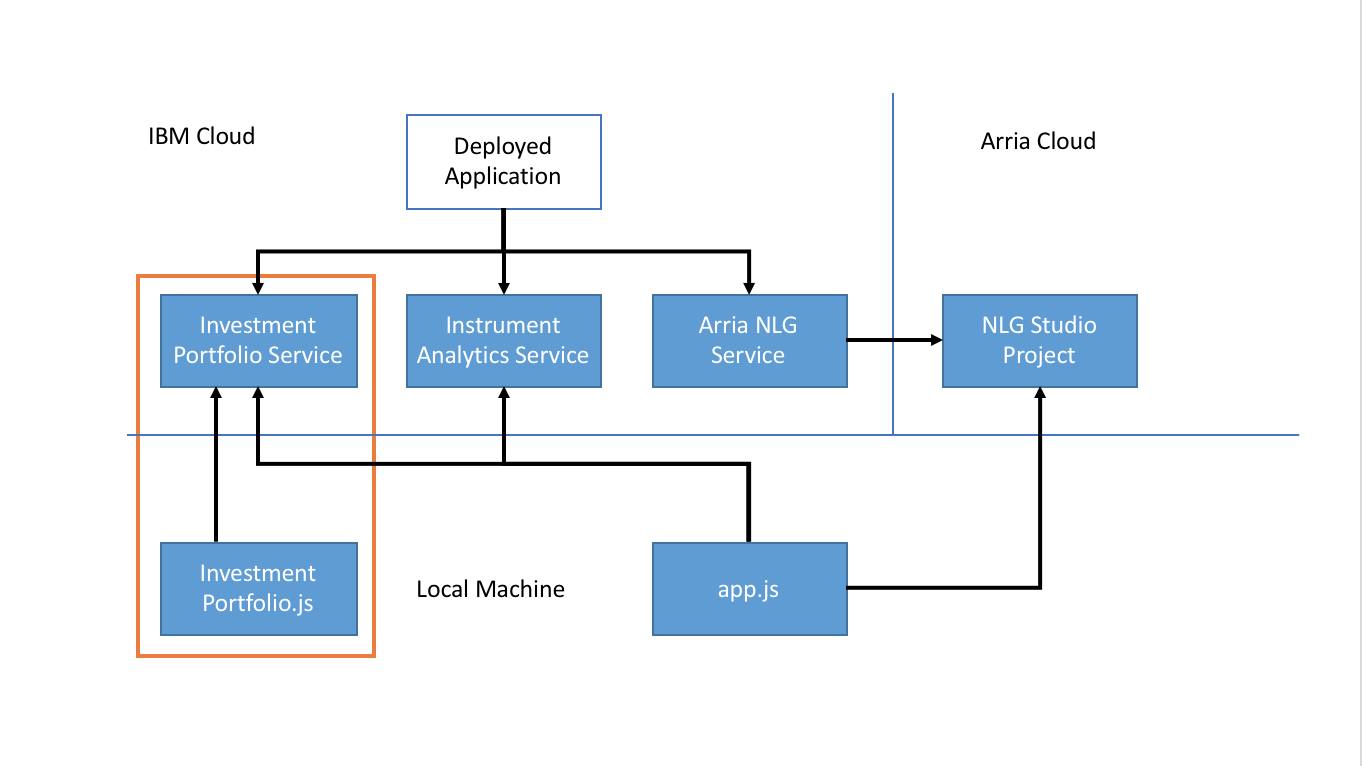 IBM Cloud
Deployed
Application
Arria Cloud
Investment
Portfolio Service
Instrument
Analytics Service
Arria NLG
Service
NLG Studio
Project
Investment
Portfolio.js
Local Machine
app.js